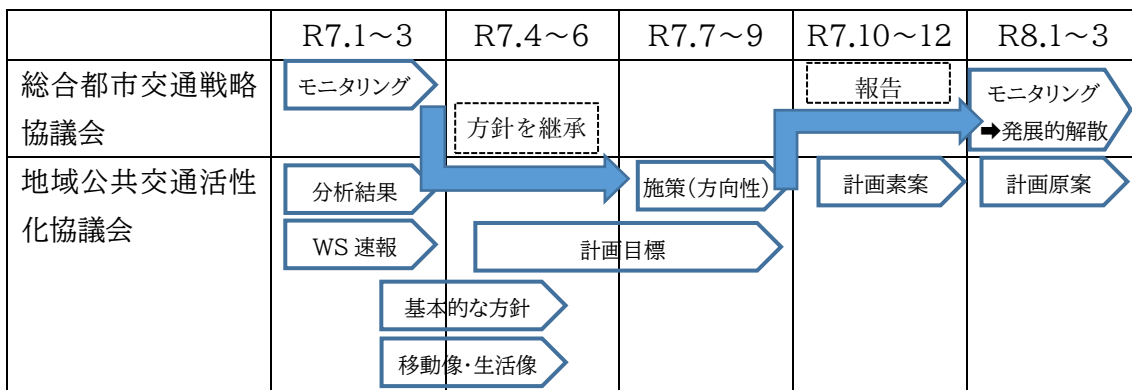 R7.1～3 R7.4～6 R7.7～9 R7.10～12 R8.1～3
総合都市交通戦略
協議会
モニタリング
方針を継承
報告
モニタリング
➡発展的解散
地域公共交通活性
化協議会
分析結果
施策(方向性)
計画素案
計画原案
WS 速報
計画目標
基本的な方針
移動像・生活像